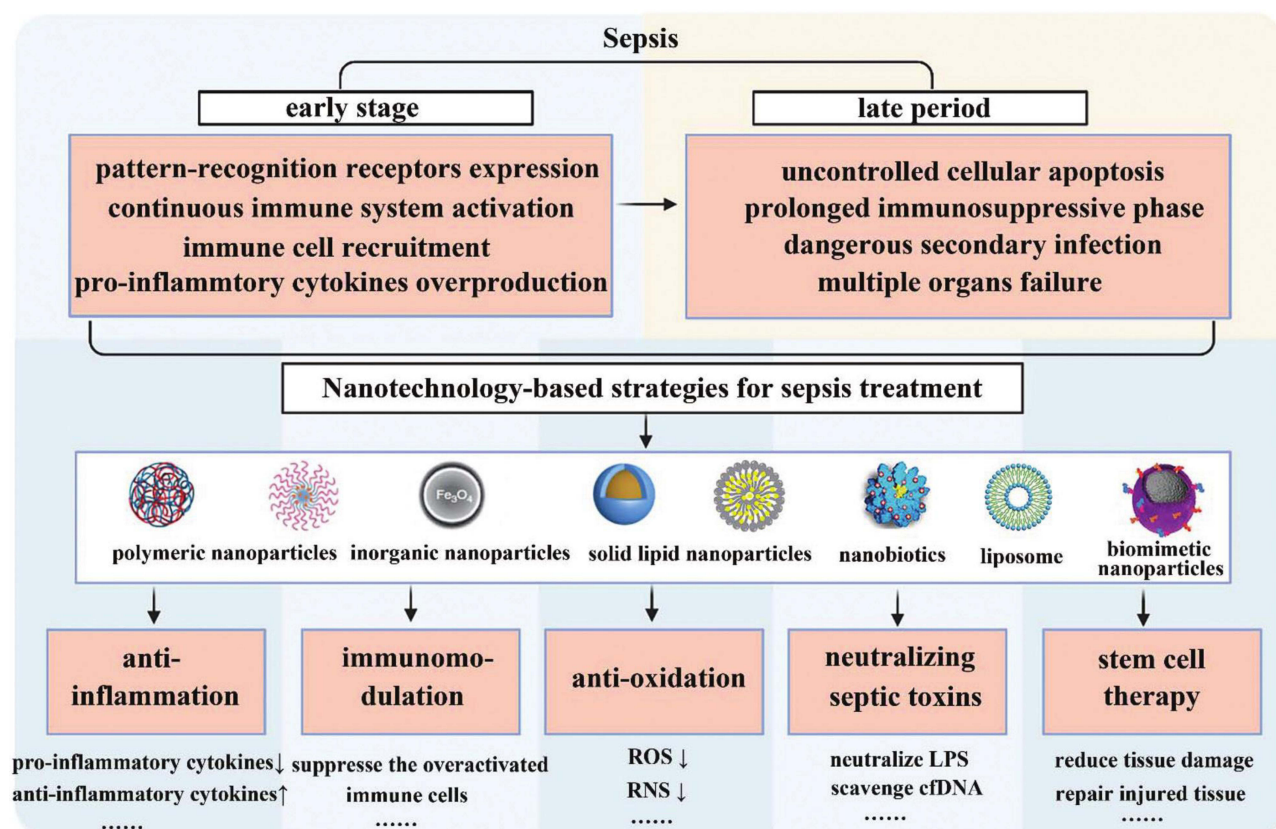 Sepsis
early stage
late period
pattern-recognition receptors expression
continuous immune system activation
immune cell recruitment
pro-inflammtory cytokines overproduction
uncontrolled cellular apoptosis
prolonged immunosuppressive phase
dangerous secondary infection
multiple organs failure
Nanotechnology-based strategies for sepsis treatment
Fe₃O₄
polymeric nanoparticles
inorganic nanoparticles
solid lipid nanoparticles
nanobiotics
liposome
biomimetic
nanoparticles
anti-
inflammation
immunomo-
dulation
anti-oxidation
neutralizing
septic toxins
stem cell
therapy
pro-inflammatory cytokines↓
anti-inflammatory cytokines↑
......
suppresse the overactivated
immune cells
......
ROS ↓
RNS ↓
......
neutralize LPS
scavenge cfDNA
......
reduce tissue damage
repair injured tissue
......